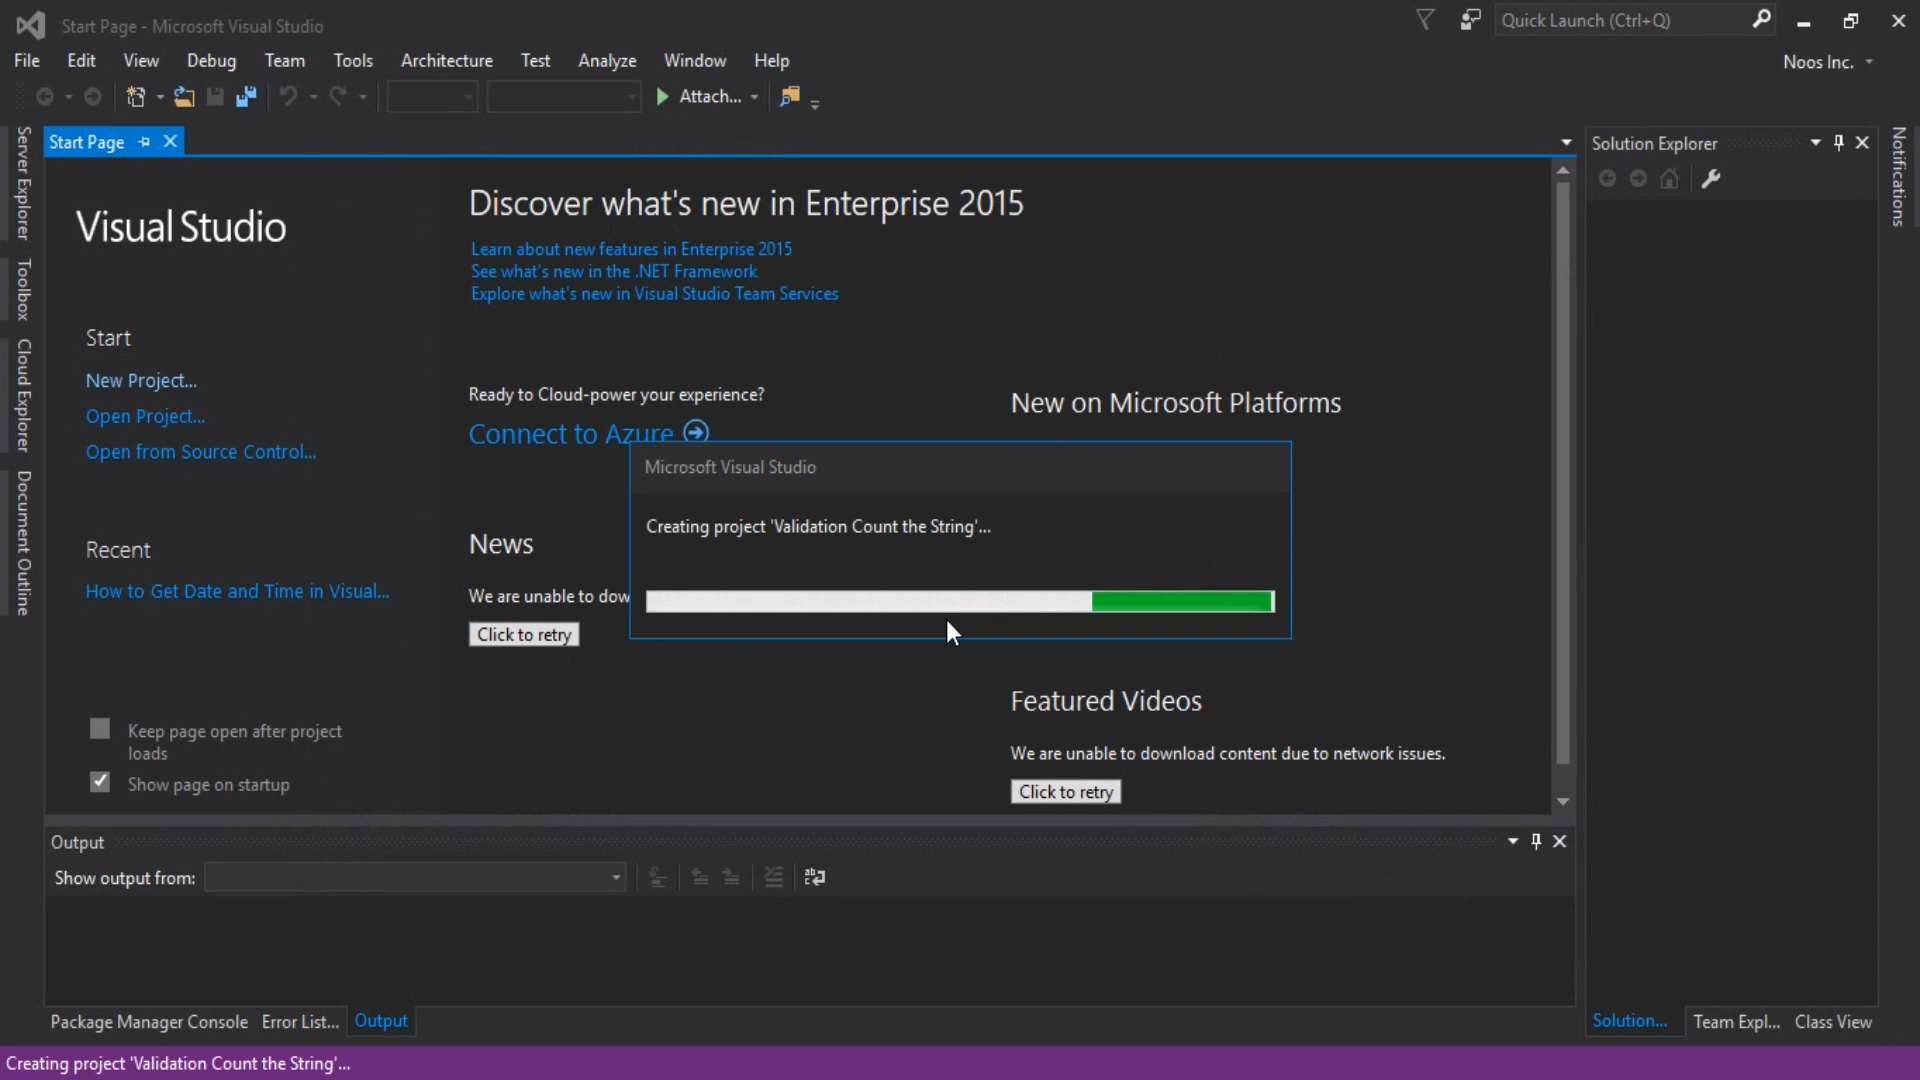 Start Page - Microsoft Visual Studio
Quick Launch (Ctrl+Q)
File Edit View Debug Team Tools Architecture Test Analyze Window Help
Noos Inc.
Attach...
Server Explorer
Toolbox
Cloud Explorer
Document Outline
Start Page
Visual Studio
Start
New Project...
Open Project...
Open from Source Control...
Recent
How to Get Date and Time in Visual...
Keep page open after project
loads
Show page on startup
Discover what's new in Enterprise 2015
Learn about new features in Enterprise 2015
See what's new in the .NET Framework
Explore what's new in Visual Studio Team Services
Ready to Cloud-power your experience?
Connect to Azure
News
We are unable to dow
Click to retry
New on Microsoft Platforms
Microsoft Visual Studio
Creating project 'Validation Count the String'...
Featured Videos
We are unable to download content due to network issues.
Click to retry
Solution Explorer
Notifications
Output
Show output from:
Package Manager Console Error List... Output
Solution... Team Expl... Class View
Creating project 'Validation Count the String'...